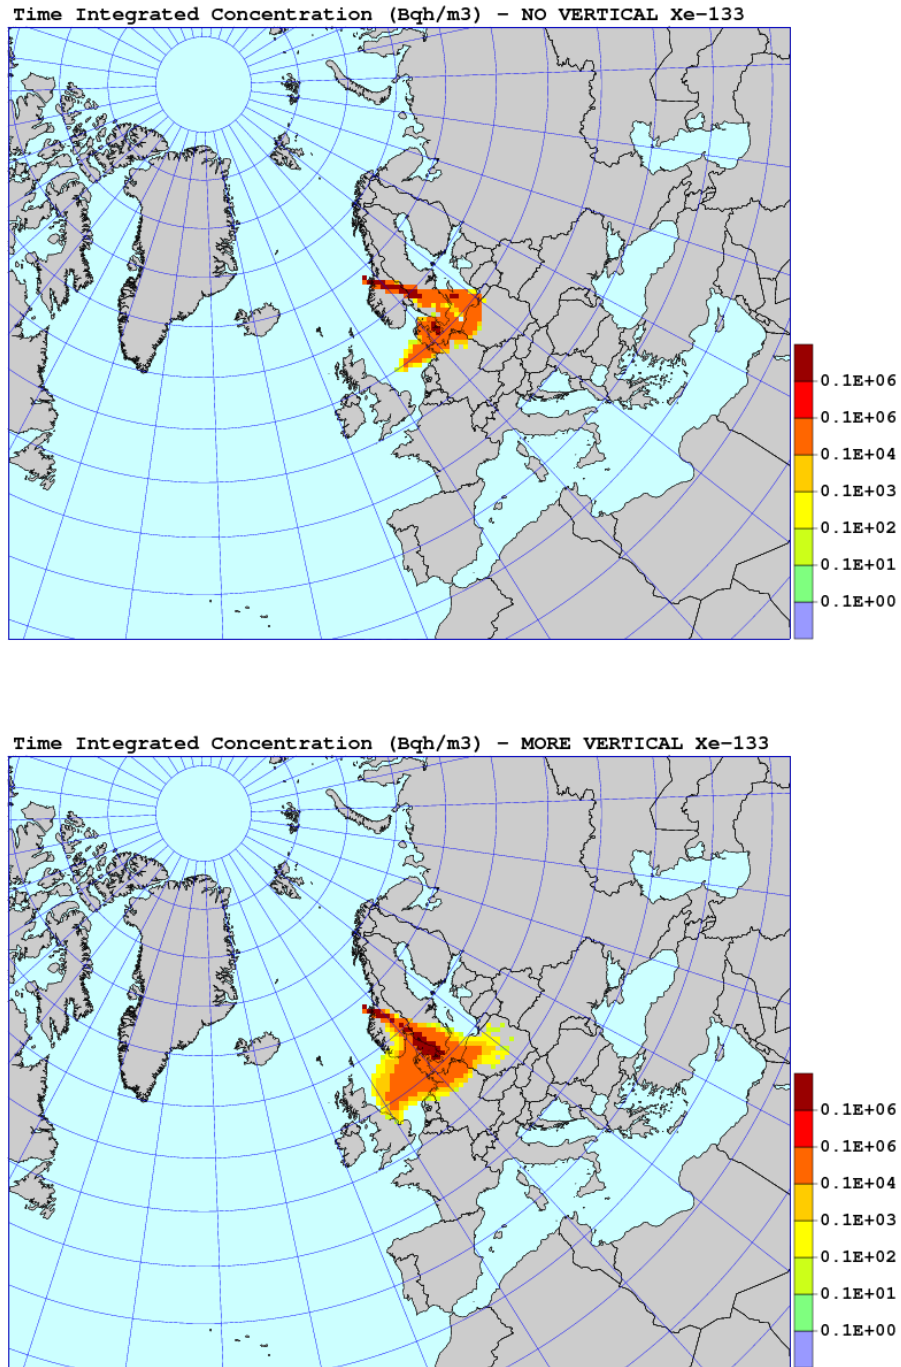 Time Integrated Concentration (Bqh/m3) – NO VERTICAL Xe–133
0.1E+06
0.1E+06
0.1E+04
0.1E+03
0.1E+02
0.1E+01
0.1E+00
Time Integrated Concentration (Bqh/m3) – MORE VERTICAL Xe–133
0.1E+06
0.1E+06
0.1E+04
0.1E+03
0.1E+02
0.1E+01
0.1E+00